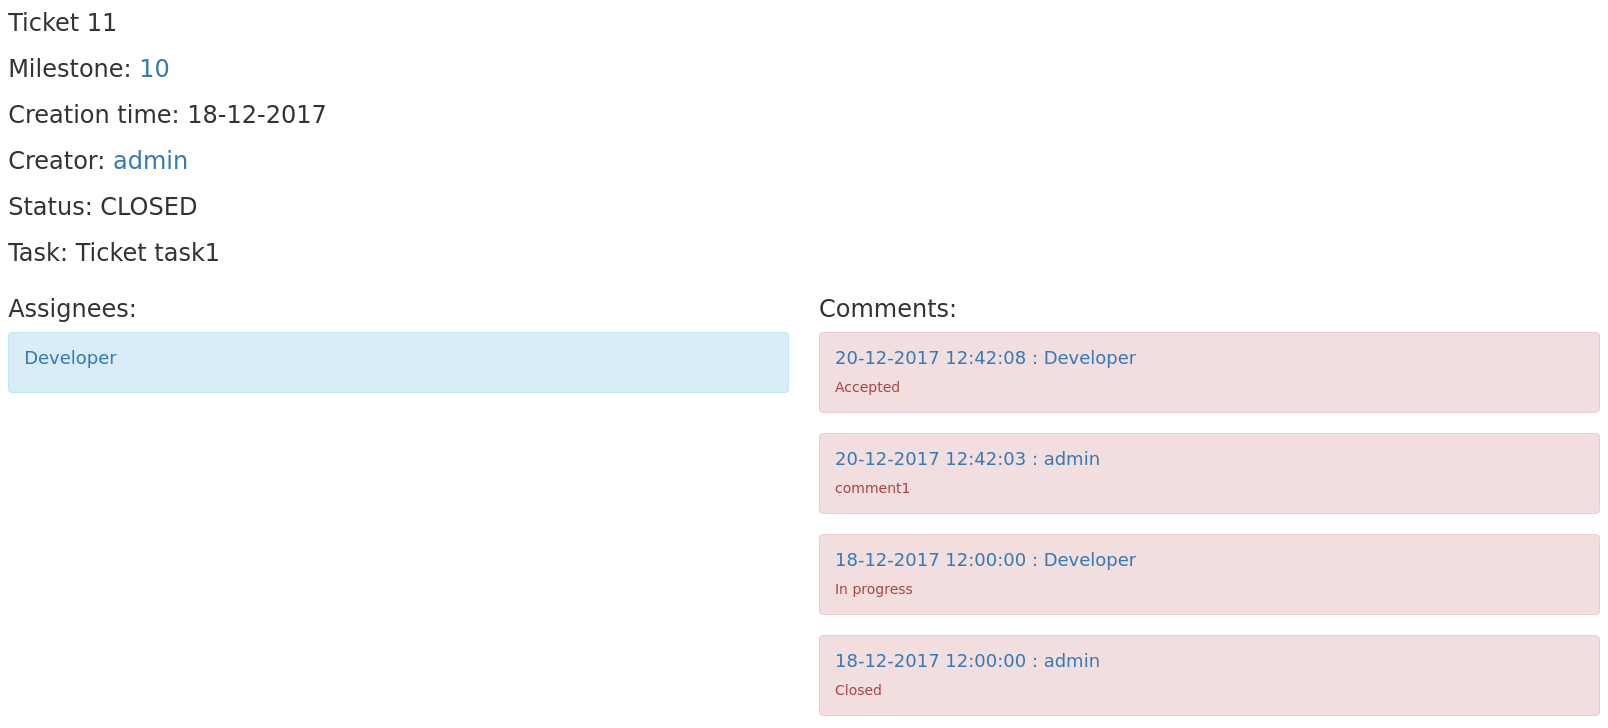 Ticket 11
Milestone: 10
Creation time: 18-12-2017
Creator: admin
Status: CLOSED
Task: Ticket task1
Assignees:
Developer
Comments:
20-12-2017 12:42:08 : Developer
Accepted
20-12-2017 12:42:03 : admin
comment1
18-12-2017 12:00:00 : Developer
In progress
18-12-2017 12:00:00 : admin
Closed